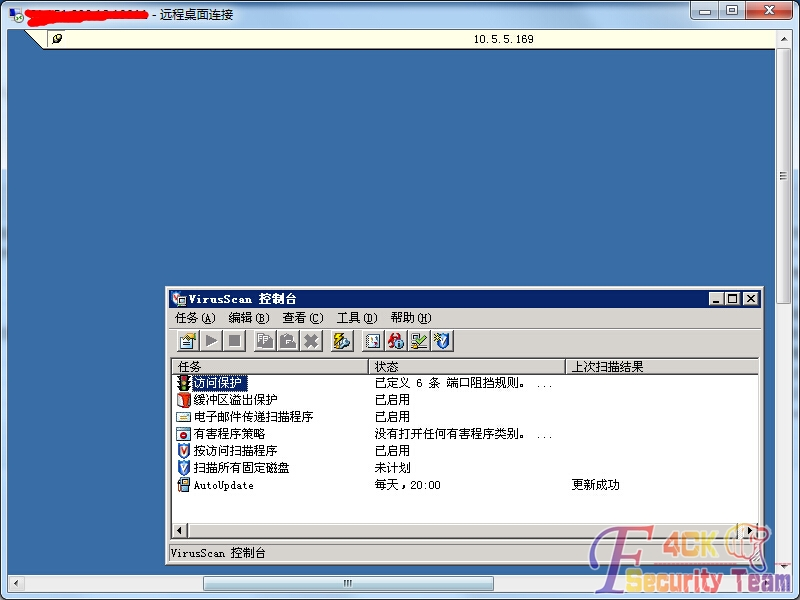 - 远程桌面连接
10.5.5.169
VirusScan 控制台
任务(A) 编辑(E) 查看(C) 工具(D) 帮助(H)
任务 状态 上次扫描结果
访问保护 已定义 6 条 端口阻挡规则。 ...
缓冲区溢出保护 已启用
电子邮件传递扫描程序 已启用
有害程序策略 没有打开任何有害程序类别。 ...
按访问扫描程序 已启用
扫描所有固定磁盘 未计划
AutoUpdate 每天，20:00 更新成功
VirusScan 控制台
F4CK
Security Team